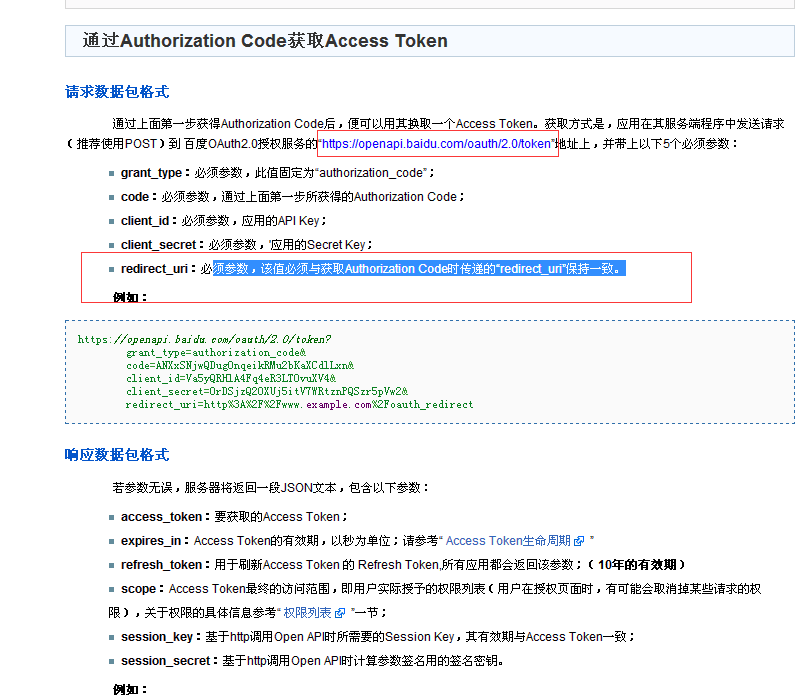 通过Authorization Code获取Access Token
请求数据包格式
通过上面第一步获得Authorization Code后，便可以用其换取一个Access Token。获取方式是，应用在其服务端程序中发送请求
（推荐使用POST）到 百度OAuth2.0授权服务的“https://openapi.baidu.com/oauth/2.0/token”地址上，并带上以下5个必须参数：
grant_type：必须参数，此值固定为“authorization_code”；
code：必须参数，通过上面第一步所获得的Authorization Code；
client_id：必须参数，应用的API Key；
client_secret：必须参数，'应用的Secret Key；
redirect_uri：必须参数，该值必须与获取Authorization Code时传递的“redirect_uri”保持一致。
例如：
https://openapi.baidu.com/oauth/2.0/token?
grant_type=authorization_code&
code=ANXxSNjwQDugOnqeikRMu2bKaXCdlLxn&
client_id=Va5yQRHlA4Fq4eR3LT0vuXV4&
client_secret=0rDSjzQ20XUj5itV7WRtznPQSzr5pVw2&
redirect_uri=http%3A%2F%2Fwww.example.com%2Foauth_redirect
响应数据包格式
若参数无误，服务器将返回一段JSON文本，包含以下参数：
access_token：要获取的Access Token；
expires_in：Access Token的有效期，以秒为单位；请参考“Access Token生命周期”
refresh_token：用于刷新Access Token 的 Refresh Token,所有应用都会返回该参数；（10年的有效期）
scope：Access Token最终的访问范围，即用户实际授予的权限列表（用户在授权页面时，有可能会取消掉某些请求的权
限），关于权限的具体信息参考“权限列表”一节；
session_key：基于http调用Open API时所需要的Session Key，其有效期与Access Token一致；
session_secret：基于http调用Open API时计算参数签名用的签名密钥。
例如：